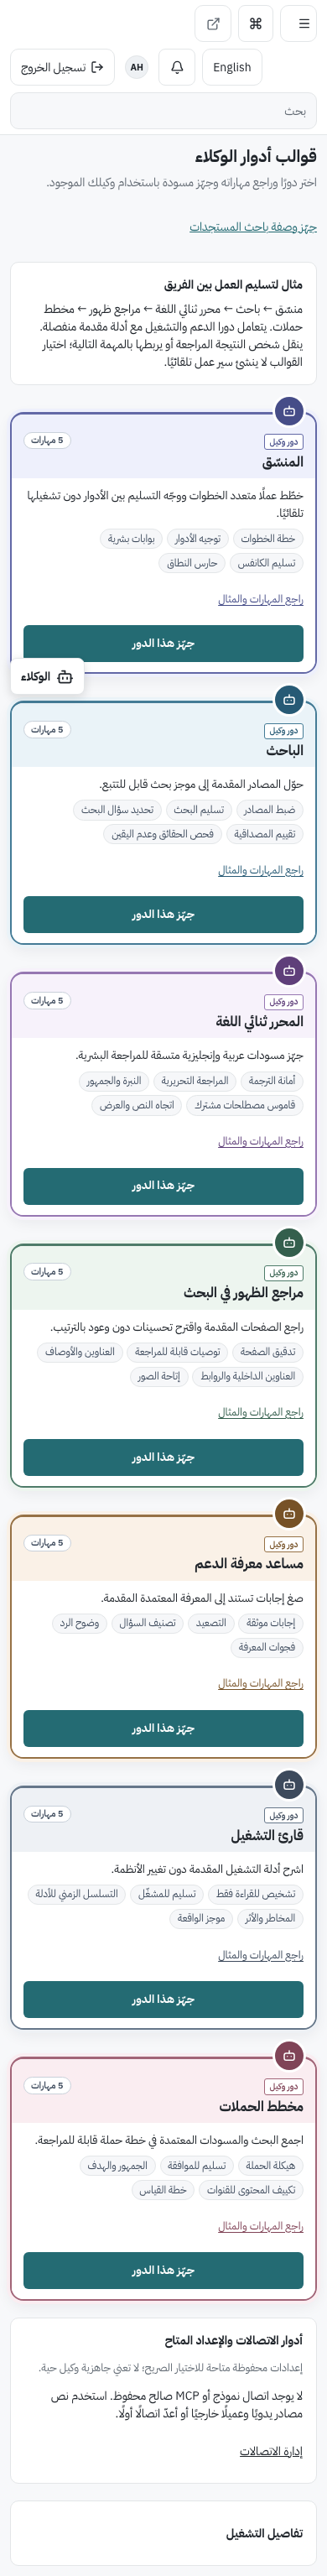 English
AH
تسجيل الخروج
بحث
قوالب أدوار الوكلاء
اختر دورًا وراجع مهاراته وجهّز مسودة باستخدام وكيلك الموجود.
جهّز وصفة باحث المستجدات
مثال لتسليم العمل بين الفريق
منسّق ← باحث ← محرر ثنائي اللغة ← مراجع ظهور ← مخطط
حملات. يتعامل دورا الدعم والتشغيل مع أدلة مقدمة منفصلة.
ينقل شخص النتيجة المراجعة أو يربطها بالمهمة التالية؛ اختيار
القوالب لا ينشئ سير عمل تلقائيًا.
دور وكيل
5 مهارات
المنسّق
خطّط عملًا متعدد الخطوات ووجّه التسليم بين الأدوار دون تشغيلها
تلقائيًا.
خطة الخطوات
توجيه الأدوار
بوابات بشرية
تسليم الكانفس
حارس النطاق
راجع المهارات والمثال
جهّز هذا الدور
الوكلاء
دور وكيل
5 مهارات
الباحث
حوّل المصادر المقدمة إلى موجز بحث قابل للتتبع.
ضبط المصادر
تسليم البحث
تحديد سؤال البحث
تقييم المصداقية
فحص الحقائق وعدم اليقين
راجع المهارات والمثال
جهّز هذا الدور
دور وكيل
5 مهارات
المحرر ثنائي اللغة
جهز مسودات عربية وإنجليزية متسقة للمراجعة البشرية.
أمانة الترجمة
المراجعة التحريرية
النبرة والجمهور
قاموس مصطلحات مشترك
اتجاه النص والعرض
راجع المهارات والمثال
جهّز هذا الدور
دور وكيل
5 مهارات
مراجع الظهور في البحث
راجع الصفحات المقدمة واقترح تحسينات دون وعود بالترتيب.
تدقيق الصفحة
توصيات قابلة للمراجعة
العناوين والأوصاف
العناوين الداخلية والروابط
إتاحة الصور
راجع المهارات والمثال
جهّز هذا الدور
دور وكيل
5 مهارات
مساعد معرفة الدعم
صغ إجابات تستند إلى المعرفة المعتمدة المقدمة.
إجابات موثقة
التصعيد
تصنيف السؤال
وضوح الرد
فجوات المعرفة
راجع المهارات والمثال
جهّز هذا الدور
دور وكيل
5 مهارات
قارئ التشغيل
اشرح أدلة التشغيل المقدمة دون تغيير الأنظمة.
تشخيص للقراءة فقط
تسليم للمشغّل
التسلسل الزمني للأدلة
المخاطر والأثر
موجز الواقعة
راجع المهارات والمثال
جهّز هذا الدور
دور وكيل
5 مهارات
مخطط الحملات
اجمع البحث والمسودات المعتمدة في خطة حملة قابلة للمراجعة.
هيكلة الحملة
تسليم للموافقة
الجمهور والهدف
تكييف المحتوى للقنوات
خطة القياس
راجع المهارات والمثال
جهّز هذا الدور
أدوار الاتصالات والإعداد المتاح
إعدادات محفوظة متاحة للاختيار الصريح؛ لا تعني جاهزية وكيل حية.
لا يوجد اتصال نموذج أو MCP صالح محفوظ. استخدم نص
مصادر يدويًا وعميلًا خارجيًا أو أعدّ اتصالًا أولًا.
إدارة الاتصالات
تفاصيل التشغيل